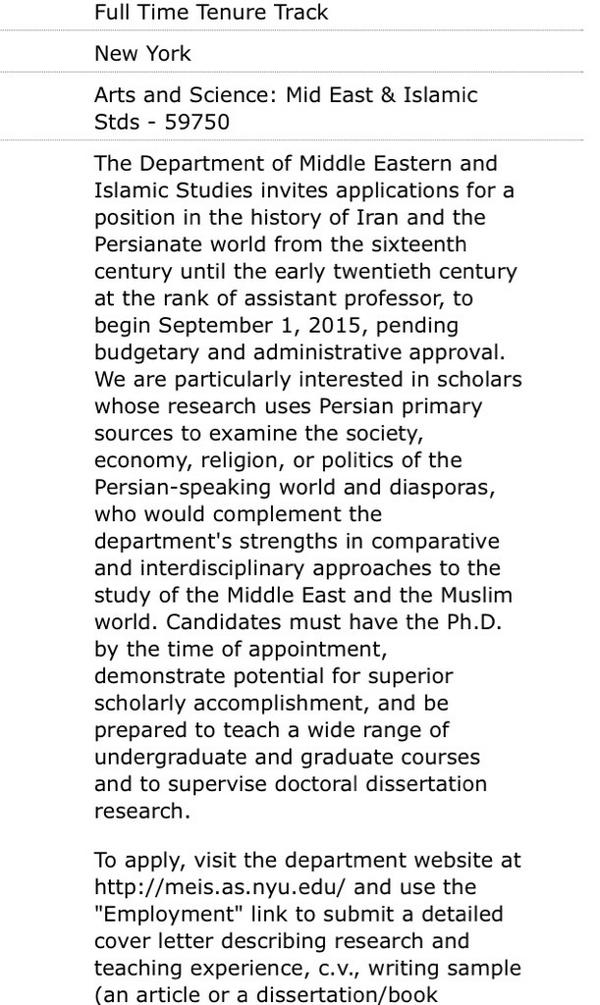 Full Time Tenure Track
New York
Arts and Science: Mid East & Islamic
Stds - 59750
The Department of Middle Eastern and
Islamic Studies invites applications for a
position in the history of Iran and the
Persianate world from the sixteenth
century until the early twentieth century
at the rank of assistant professor, to
begin September 1, 2015, pending
budgetary and administrative approval.
We are particularly interested in scholars
whose research uses Persian primary
sources to examine the society,
economy, religion, or politics of the
Persian-speaking world and diasporas,
who would complement the
department's strengths in comparative
and interdisciplinary approaches to the
study of the Middle East and the Muslim
world. Candidates must have the Ph.D.
by the time of appointment,
demonstrate potential for superior
scholarly accomplishment, and be
prepared to teach a wide range of
undergraduate and graduate courses
and to supervise doctoral dissertation
research.
To apply, visit the department website at
http://meis.as.nyu.edu/ and use the
"Employment" link to submit a detailed
cover letter describing research and
teaching experience, c.v., writing sample
(an article or a dissertation/book